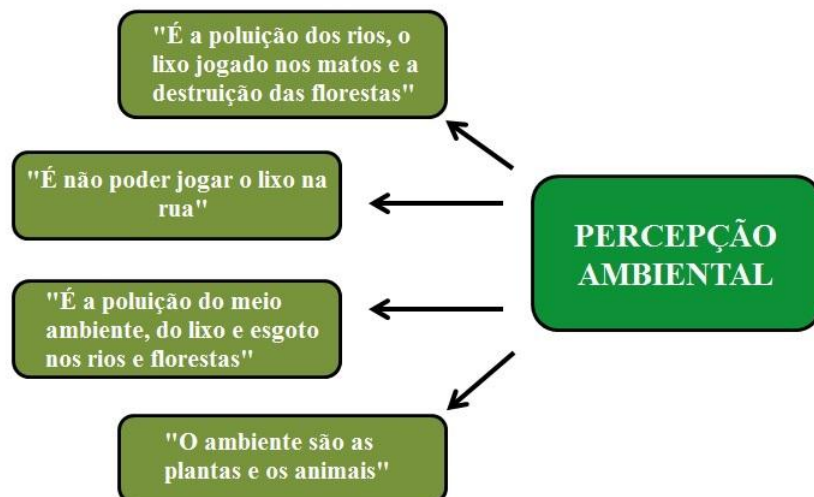 "É a poluição dos rios, o
lixo jogado nos matos e a
destruição das florestas"
"É não poder jogar o lixo na
rua"
"É a poluição do meio
ambiente, do lixo e esgoto
nos rios e florestas"
"O ambiente são as
plantas e os animais"
PERCEPÇÃO
AMBIENTAL